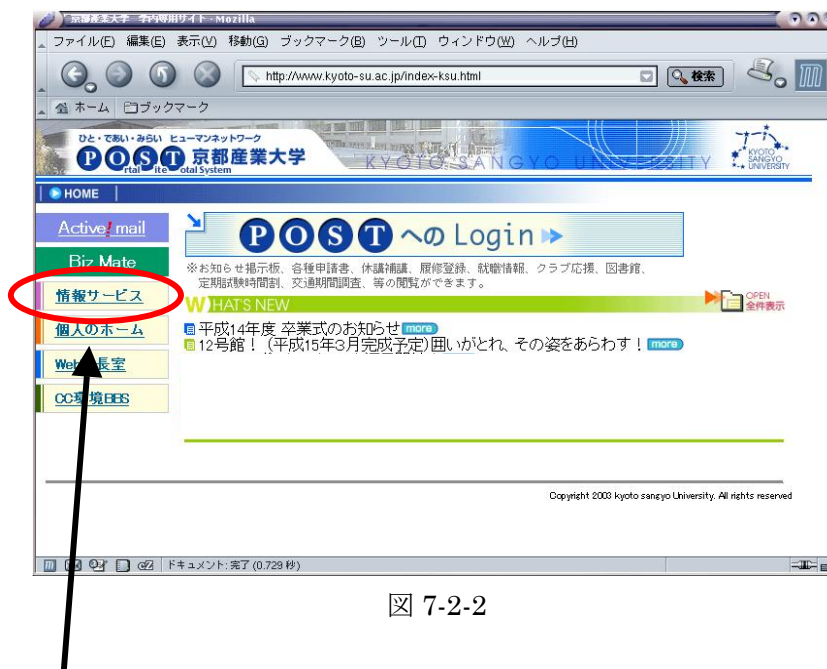 京都産業大学 学内専用サイト - Mozilla
ファイル(F) 編集(E) 表示(V) 移動(G) ブックマーク(B) ツール(T) ウィンドウ(W) ヘルプ(H)
http://www.kyoto-su.ac.jp/index-ksu.html 検索
ホーム ブックマーク
ひと・であい・みらい ヒューマンネットワーク
POST 京都産業大学 KYOTO SANGYO UNIVERSITY
Portal Site Total System
KYOTO SANGYO UNIVERSITY
HOME
Active! mail
POSTへのLogin
Biz Mate
※お知らせ掲示板、各種申請書、休講補講、履修登録、就職情報、クラブ応援、図書館、
定期試験時間割、交通期間調査、等の閲覧ができます。
情報サービス
WHAT'S NEW
OPEN
全件表示
個人のホーム
平成14年度 卒業式のお知らせ more
12号館！（平成15年3月完成予定）囲いがとれ、その姿をあらわす！ more
Web 長室
CC環境BBS
Copyright 2003 kyoto sangyo University. All rights reserved
ドキュメント: 完了 (0.729 秒)
図 7-2-2